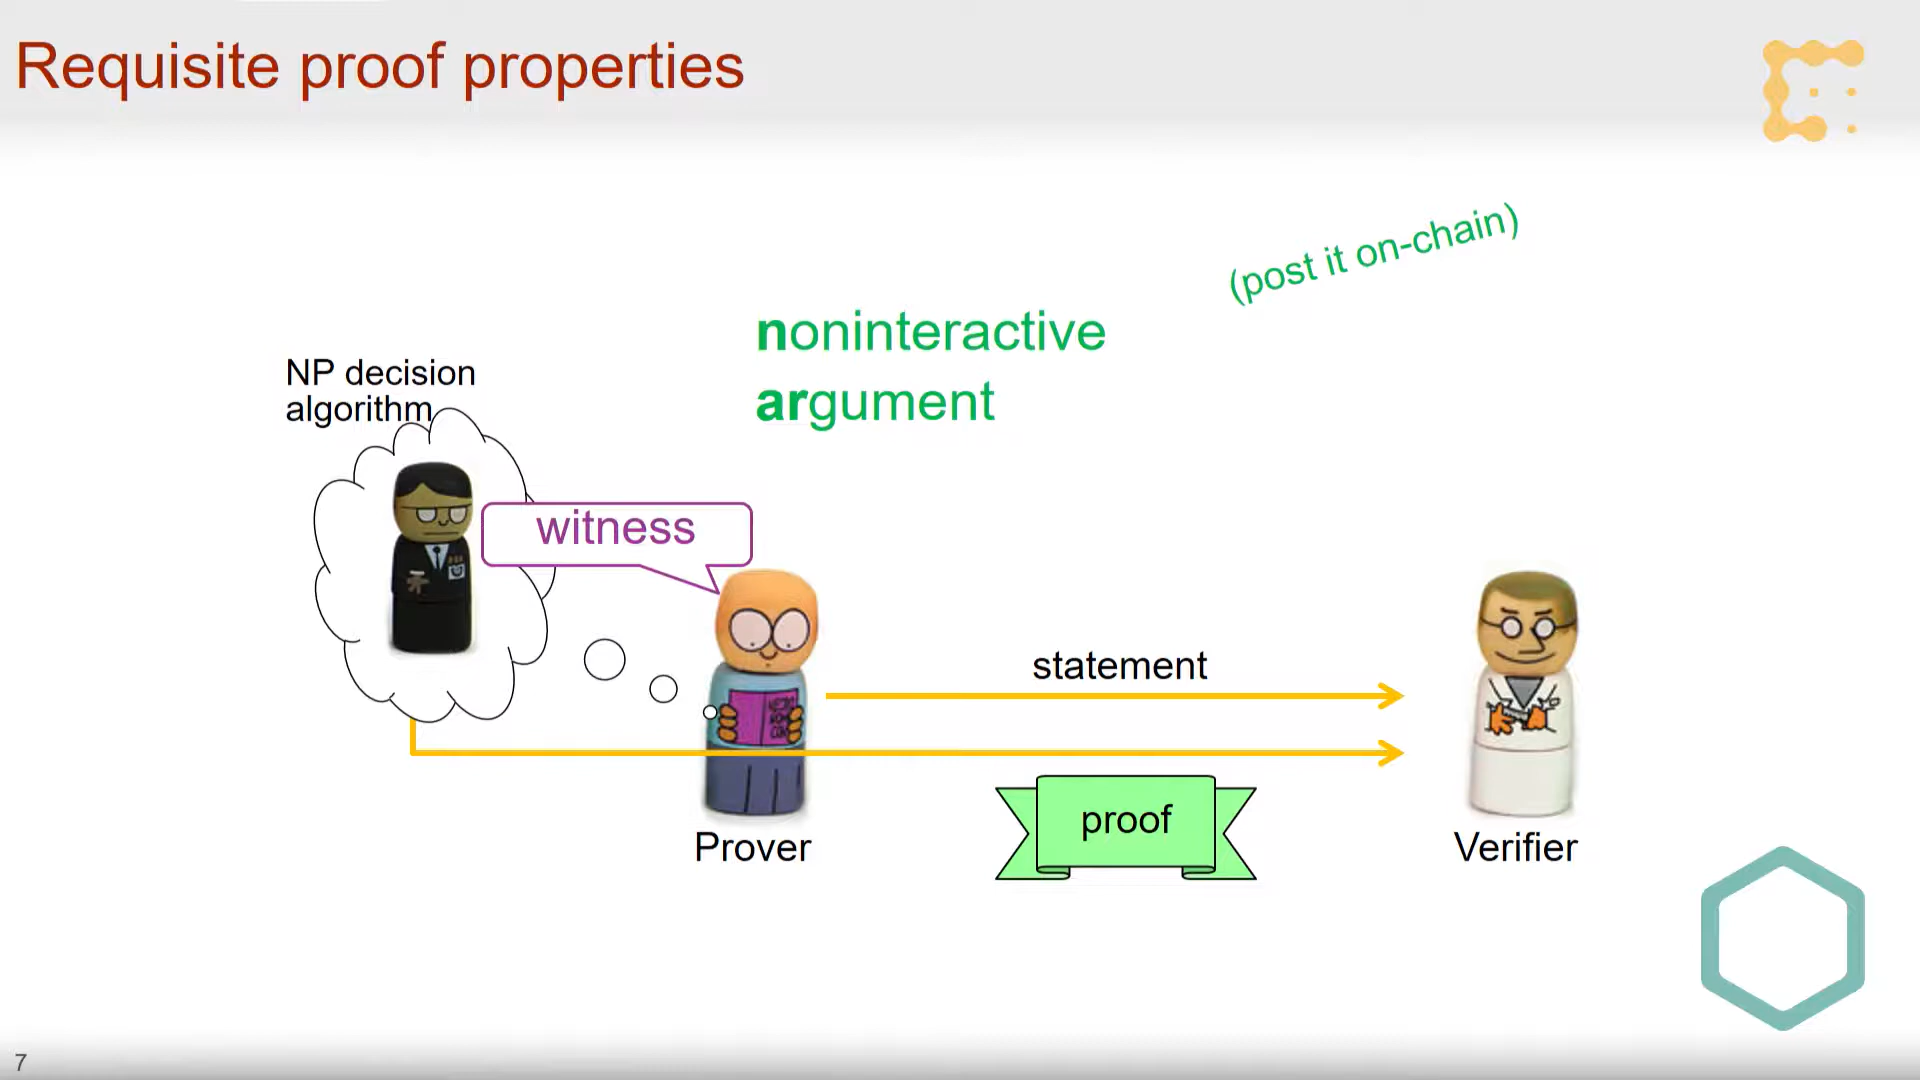 Requisite proof properties
(post it on-chain)
noninteractive
argument
NP decision
algorithm
witness
statement
proof
Prover
Verifier
7